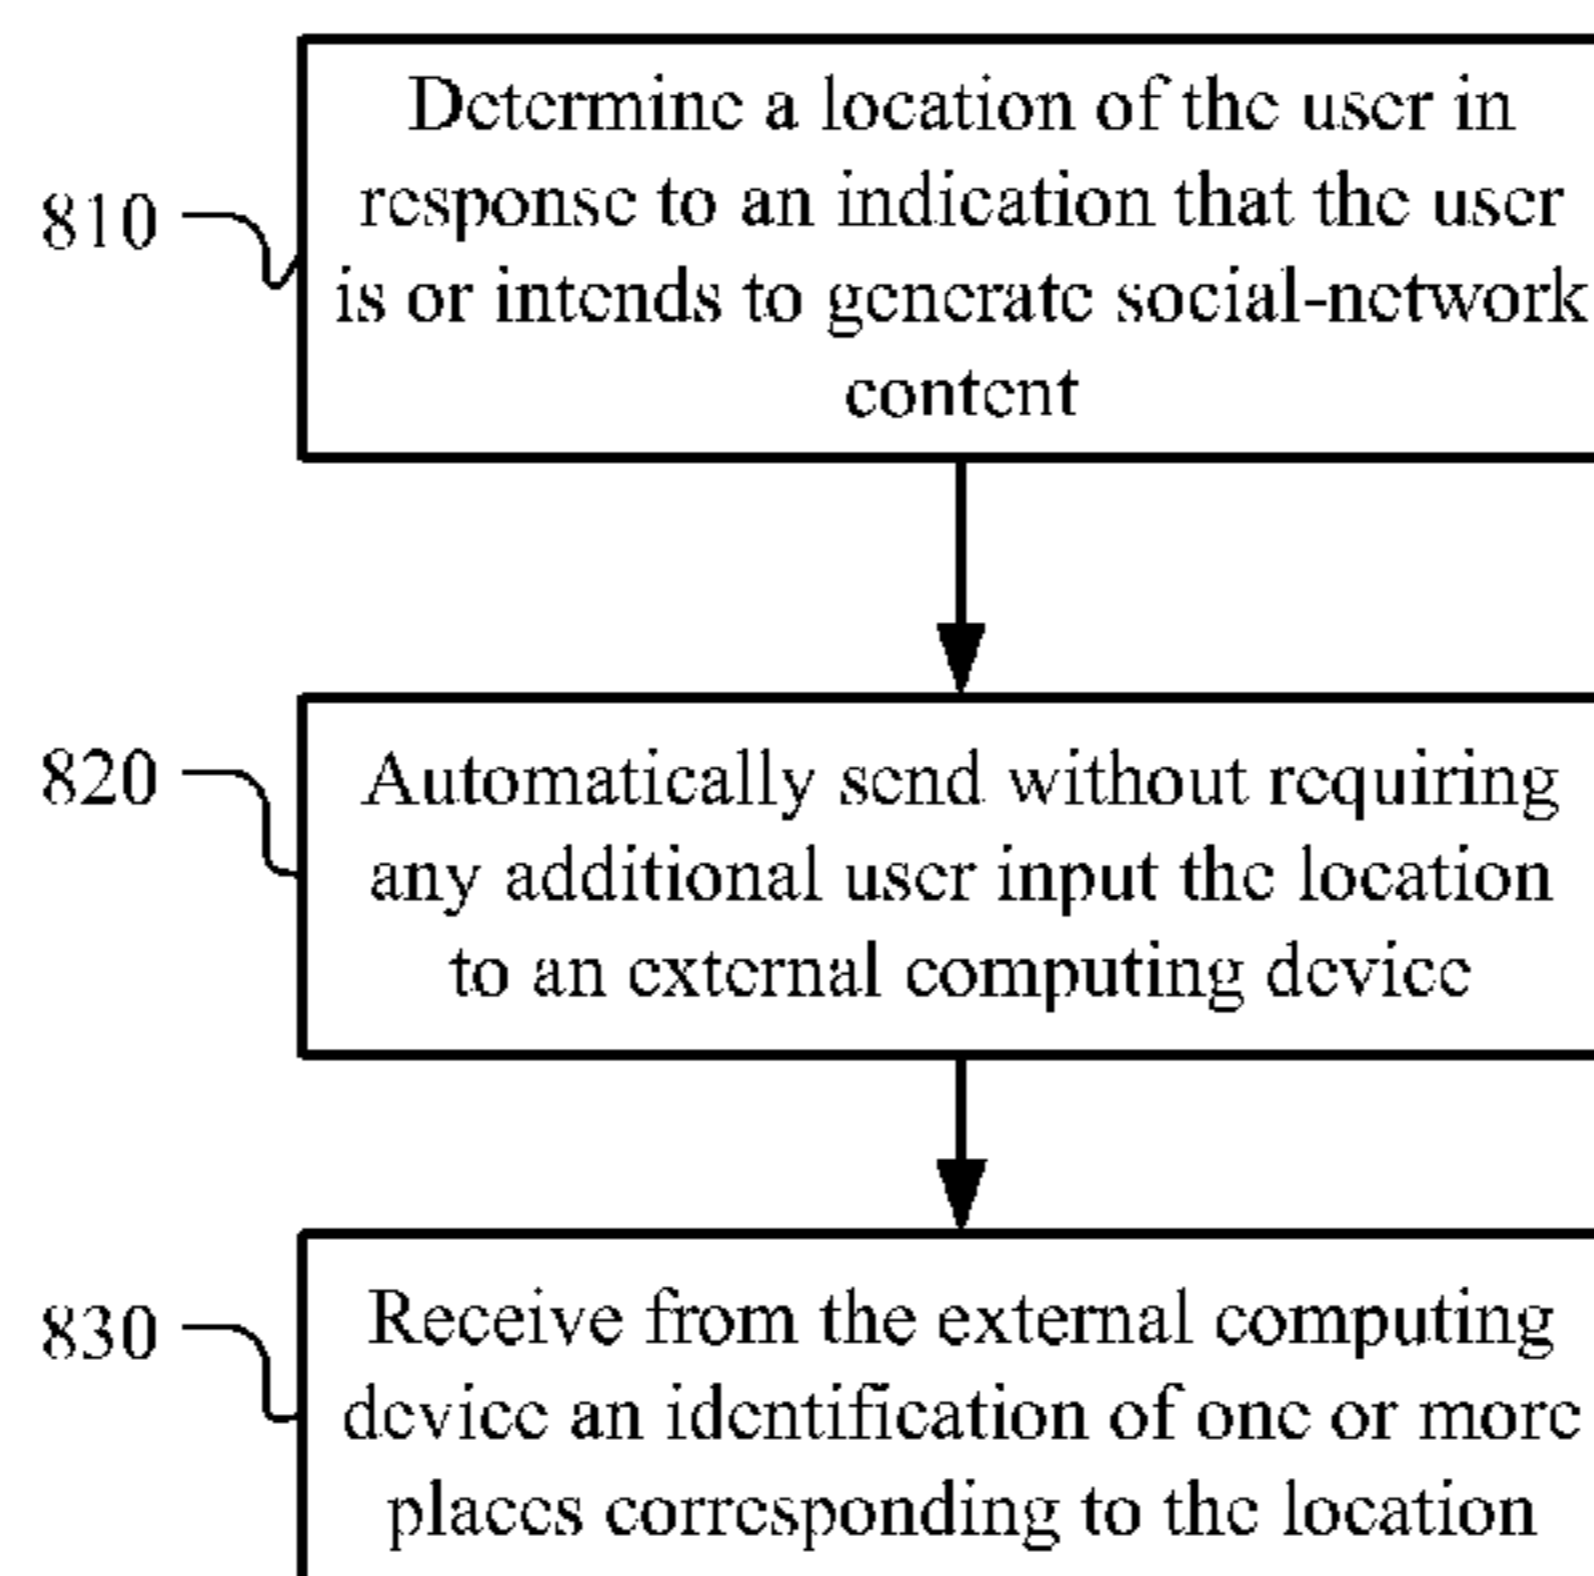 Determine a location of the user in
810
response to an indication that the user
is or intends to generate social-network
content
820
Automatically send without requiring
any additional user input the location
to an external computing device
830
Receive from the external computing
device an identification of one or more
places corresponding to the location